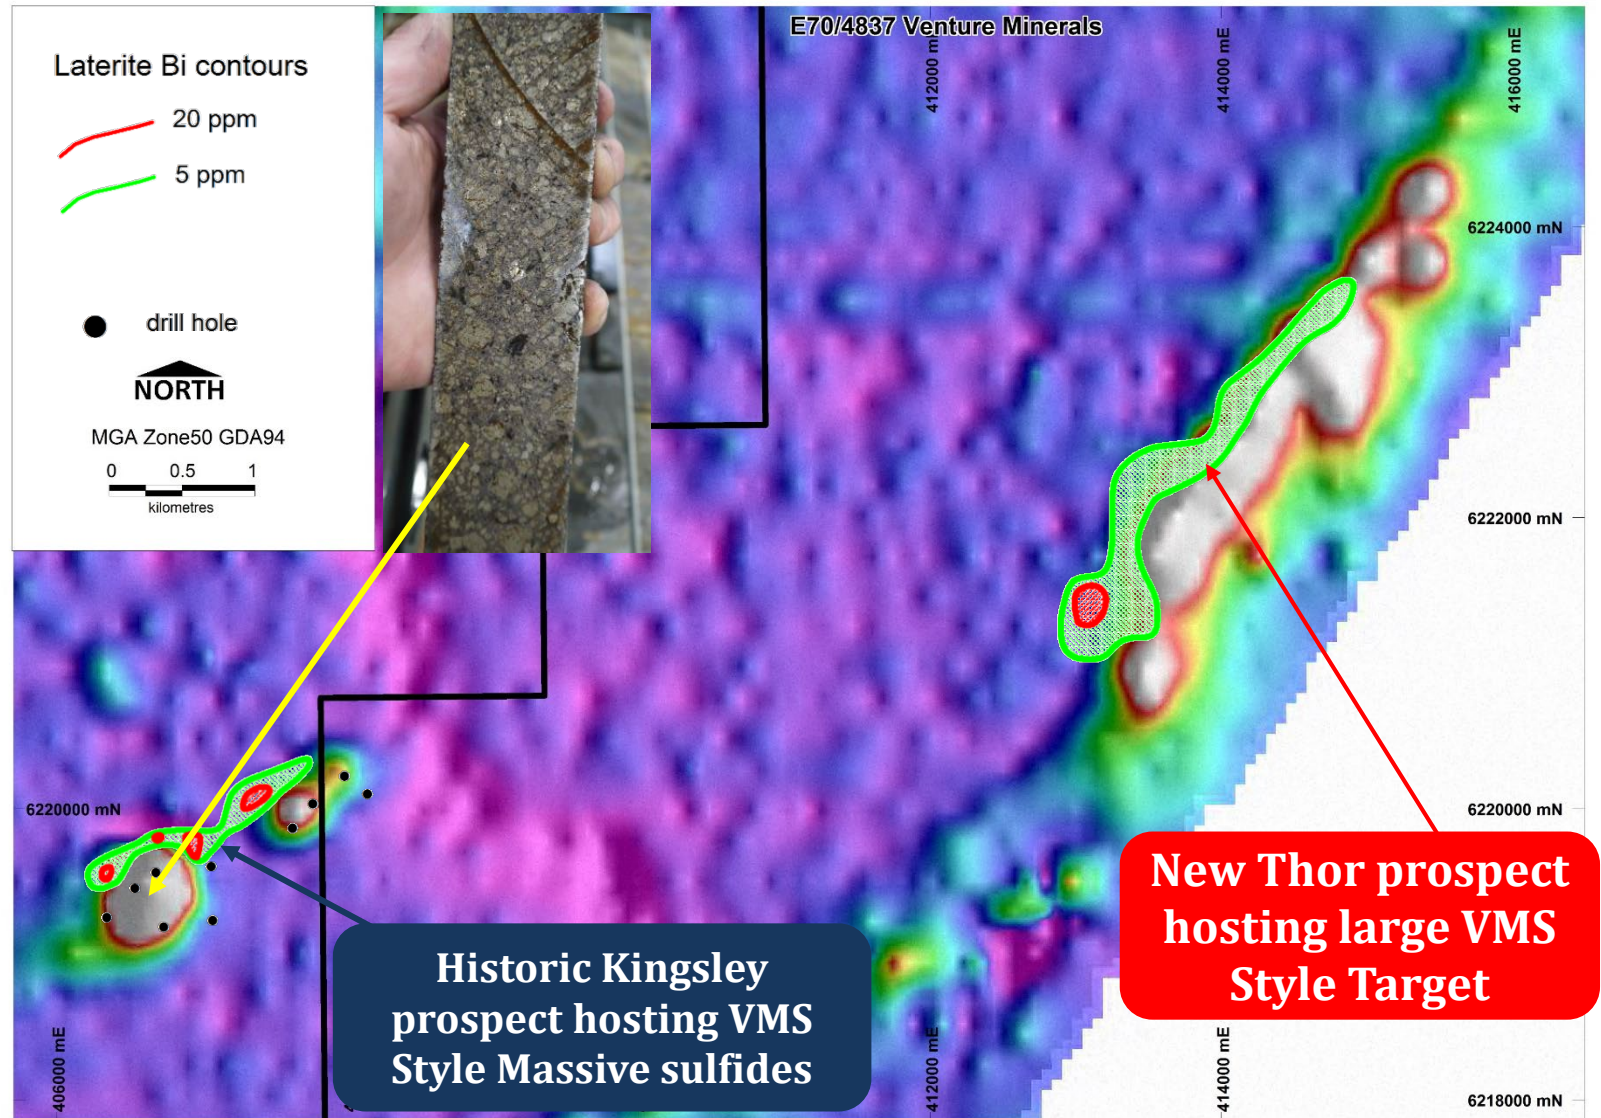 E70/4837 Venture Minerals
Laterite Bi contours
20 ppm
5 ppm
drill hole
NORTH
MGA Zone50 GDA94
0 0.5 1
kilometres
412000 mE
414000 mE
416000 mE
6224000 mN
6222000 mN
6220000 mN
6220000 mN
New Thor prospect
hosting large VMS
Style Target
Historic Kingsley
prospect hosting VMS
Style Massive sulfides
406000 mE
412000 mE
414000 mE
6218000 mN